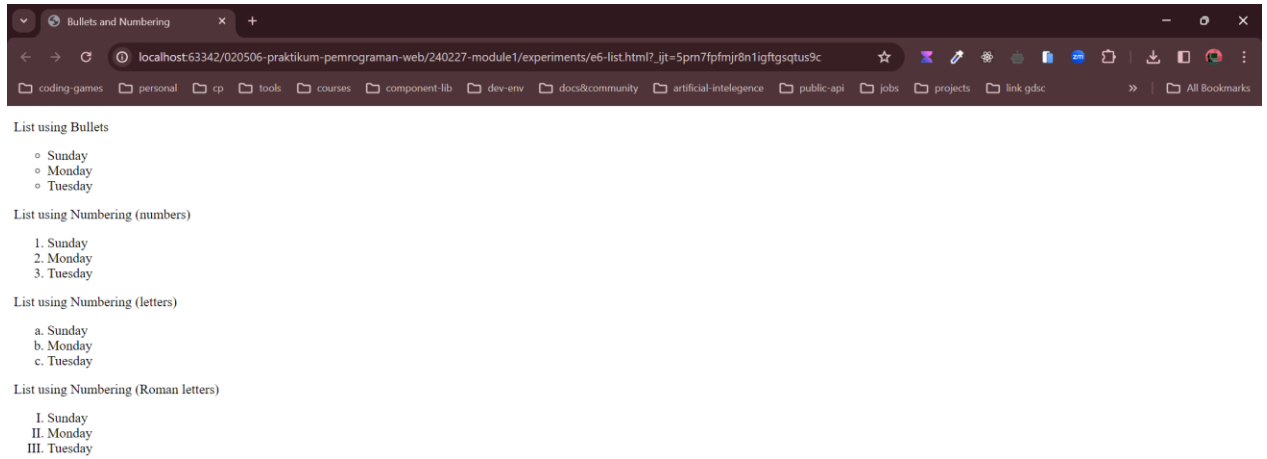 Bullets and Numbering
localhost:63342/020506-praktikum-pemrograman-web/240227-module1/experiments/e6-list.html?_ijt=5prn7fpfmjr8n1igftgsqtus9c
zm
coding-games personal cp tools courses component-lib dev-env docs&community artificial-intelegence public-api jobs projects link gdsc » All Bookmarks
List using Bullets
Sunday
Monday
Tuesday
List using Numbering (numbers)
1. Sunday
2. Monday
3. Tuesday
List using Numbering (letters)
a. Sunday
b. Monday
c. Tuesday
List using Numbering (Roman letters)
I. Sunday
II. Monday
III. Tuesday